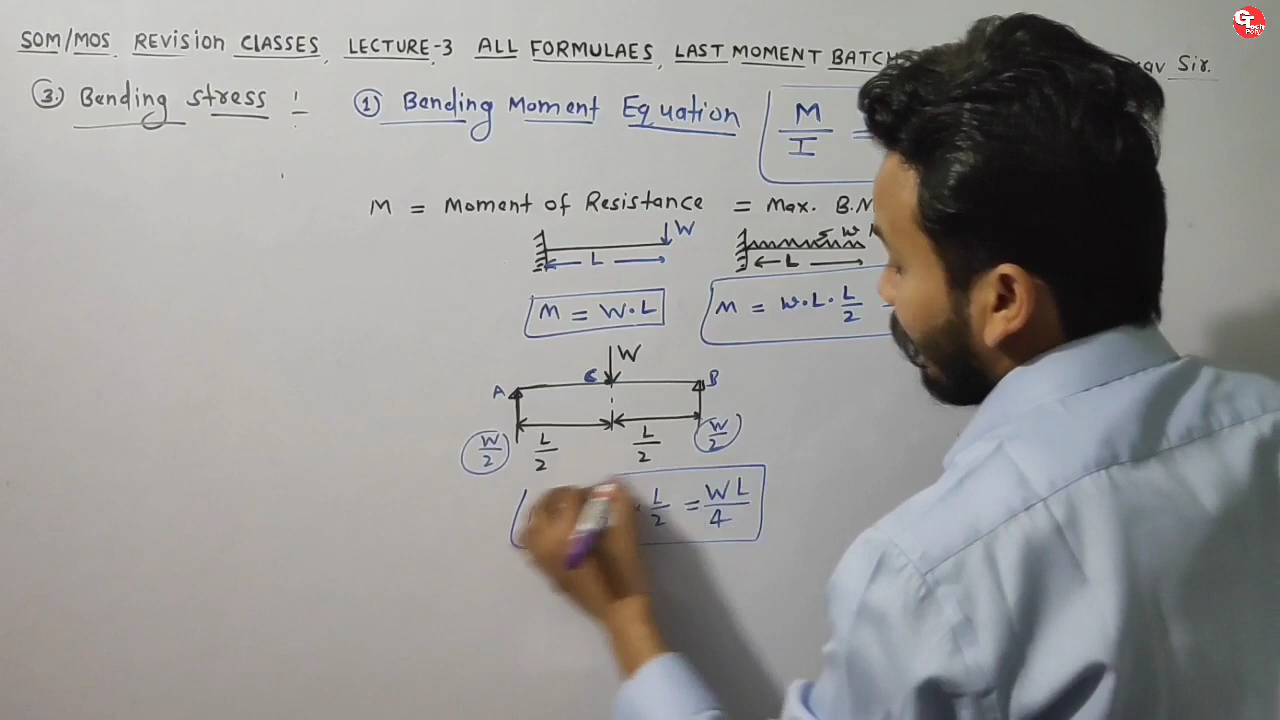 SOM/MOS REVISION CLASSES, LECTURE-3 ALL FORMULAES, LAST MOMENT BATCH
Sir.
③ Bending stress :- ① Bending Moment Equation M/I =
M = Moment of Resistance = Max. B.M
W w
L L
M = W·L M = w·L·L/2
W
A C B
W/2 L/2 L/2 W/2
· L/2 = WL/4
GT